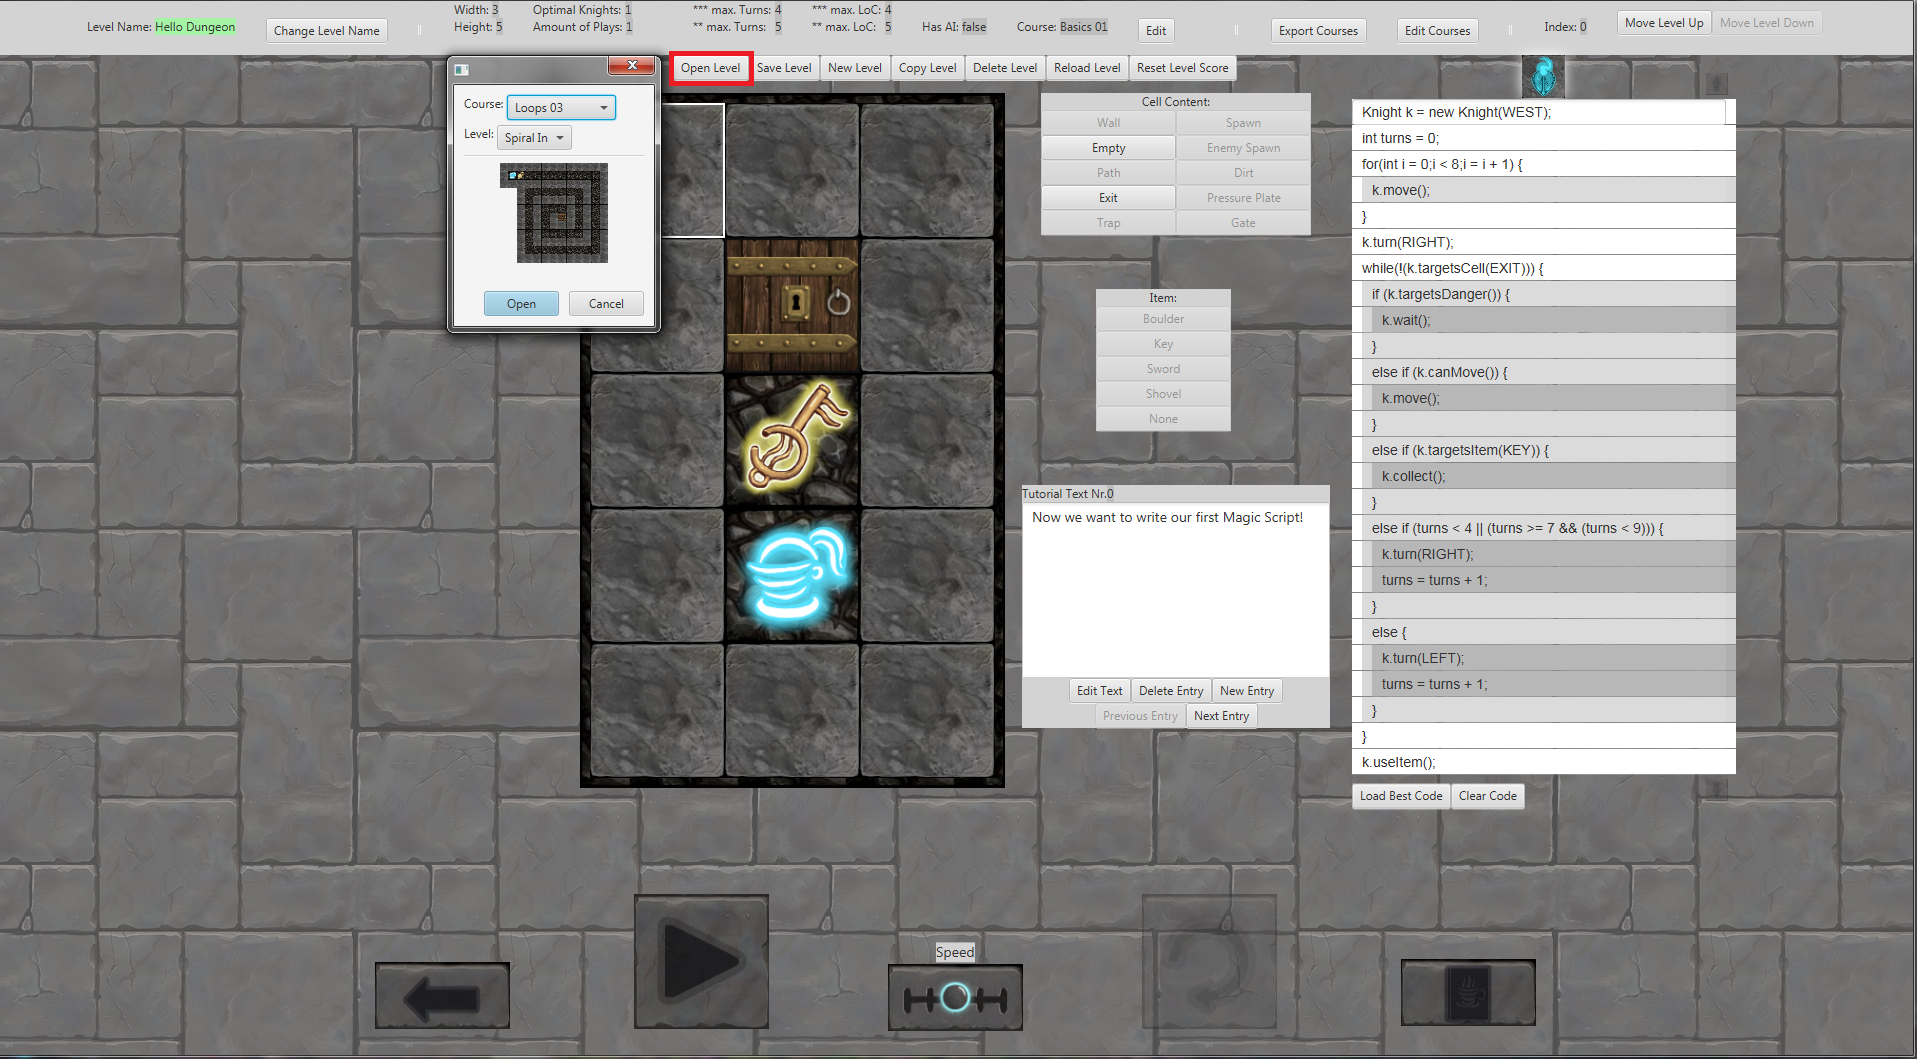 Level Name: Hello Dungeon
Change Level Name
Width: 3
Height: 5
Optimal Knights: 1
Amount of Plays: 1
*** max. Turns: 4
** max. Turns: 5
*** max. LoC: 4
** max. LoC: 5
Has AI: false
Course: Basics 01
Edit
Export Courses
Edit Courses
Index: 0
Move Level Up
Move Level Down
Open Level
Save Level
New Level
Copy Level
Delete Level
Reload Level
Reset Level Score
Course: Loops 03
Level: Spiral In
Open
Cancel
Cell Content:
Wall
Spawn
Empty
Enemy Spawn
Path
Dirt
Exit
Pressure Plate
Trap
Gate
Item:
Boulder
Key
Sword
Shovel
None
Tutorial Text Nr.0
Now we want to write our first Magic Script!
Edit Text
Delete Entry
New Entry
Previous Entry
Next Entry
Knight k = new Knight(WEST);
int turns = 0;
for(int i = 0;i < 8;i = i + 1) {
k.move();
}
k.turn(RIGHT);
while(!(k.targetsCell(EXIT))) {
if (k.targetsDanger()) {
k.wait();
}
else if (k.canMove()) {
k.move();
}
else if (k.targetsItem(KEY)) {
k.collect();
}
else if (turns < 4 || (turns >= 7 && (turns < 9))) {
k.turn(RIGHT);
turns = turns + 1;
}
else {
k.turn(LEFT);
turns = turns + 1;
}
}
k.useItem();
Load Best Code
Clear Code
Speed